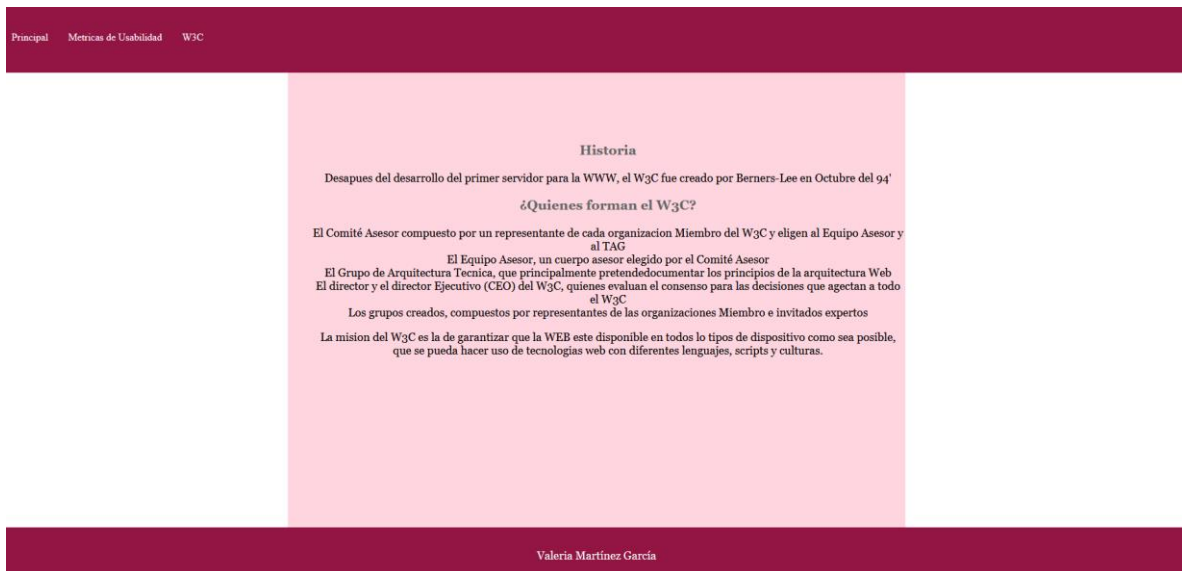 Principal Metricas de Usabilidad W3C
Historia
Desapues del desarrollo del primer servidor para la WWW, el W3C fue creado por Berners-Lee en Octubre del 94'
¿Quienes forman el W3C?
El Comité Asesor compuesto por un representante de cada organizacion Miembro del W3C y eligen al Equipo Asesor y
al TAG
El Equipo Asesor, un cuerpo asesor elegido por el Comité Asesor
El Grupo de Arquitectura Tecnica, que principalmente pretendedocumentar los principios de la arquitectura Web
El director y el director Ejecutivo (CEO) del W3C, quienes evaluan el consenso para las decisiones que agectan a todo
el W3C
Los grupos creados, compuestos por representantes de las organizaciones Miembro e invitados expertos
La mision del W3C es la de garantizar que la WEB este disponible en todos lo tipos de dispositivo como sea posible,
que se pueda hacer uso de tecnologias web con diferentes lenguajes, scripts y culturas.
Valeria Martínez García